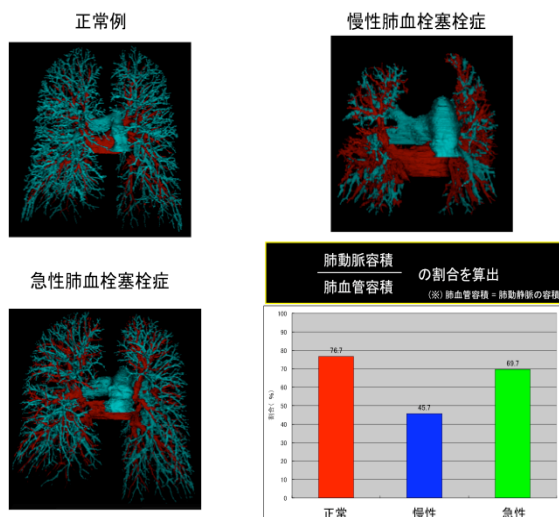 正常例
慢性肺血栓塞栓症
急性肺血栓塞栓症
肺動脈容積
肺血管容積
の割合を算出
(※) 肺血管容積 = 肺動静脈の容積
割合(%)
100
90
80
70
60
50
40
30
20
10
0
76.7
45.7
69.7
正常
慢性
急性